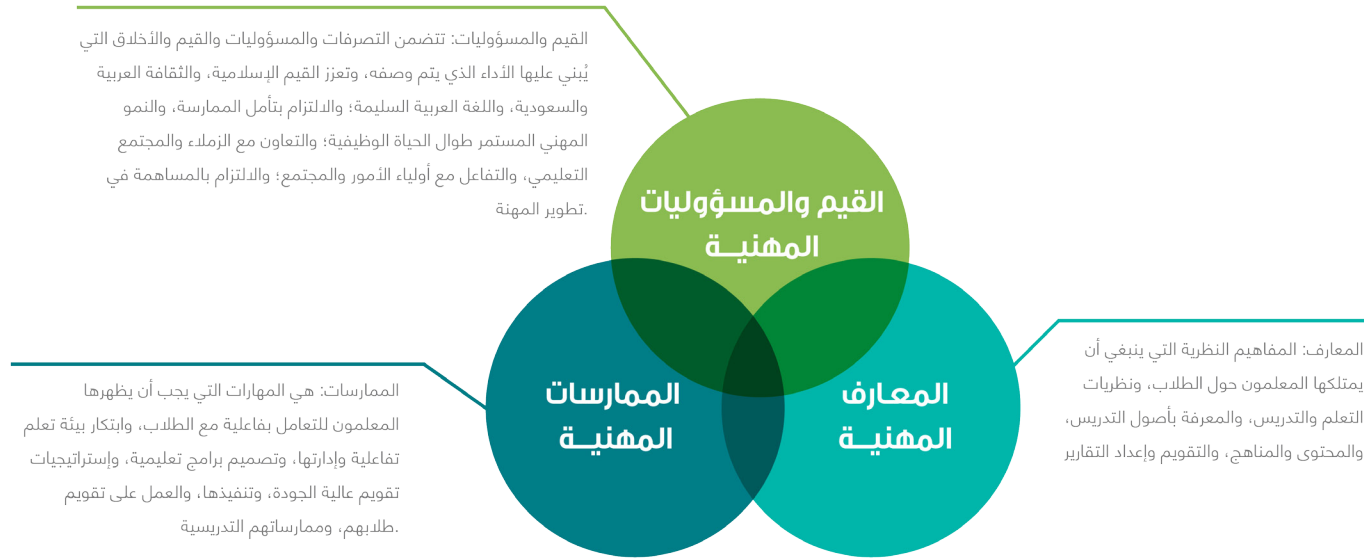 القيم والمسؤوليات: تتضمن التصرفات والمسؤوليات والقيم والأخلاق التي
يُبني عليها الأداء الذي يتم وصفه، وتعزز القيم الإسلامية، والثقافة العربية
والسعودية، واللغة العربية السليمة؛ والالتزام بتأمل الممارسة، والنمو
المهني المستمر طوال الحياة الوظيفية؛ والتعاون مع الزملاء والمجتمع
التعليمي، والتفاعل مع أولياء الأمور والمجتمع؛ والالتزام بالمساهمة في
تطوير المهنة.
القيم والمسؤوليات
المهنيــة
المعارف
المهنيــة
الممارسات
المهنيــة
المعارف: المفاهيم النظرية التي ينبغي أن
يمتلكها المعلمون حول الطلاب، ونظريات
التعلم والتدريس، والمعرفة بأصول التدريس،
والمحتوى والمناهج، والتقويم وإعداد التقارير
الممارسات: هي المهارات التي يجب أن يظهرها
المعلمون للتعامل بفاعلية مع الطلاب، وابتكار بيئة تعلم
تفاعلية وإدارتها، وتصميم برامج تعليمية، وإستراتيجيات
تقويم عالية الجودة، وتنفيذها، والعمل على تقويم
طلابهم، وممارساتهم التدريسية.